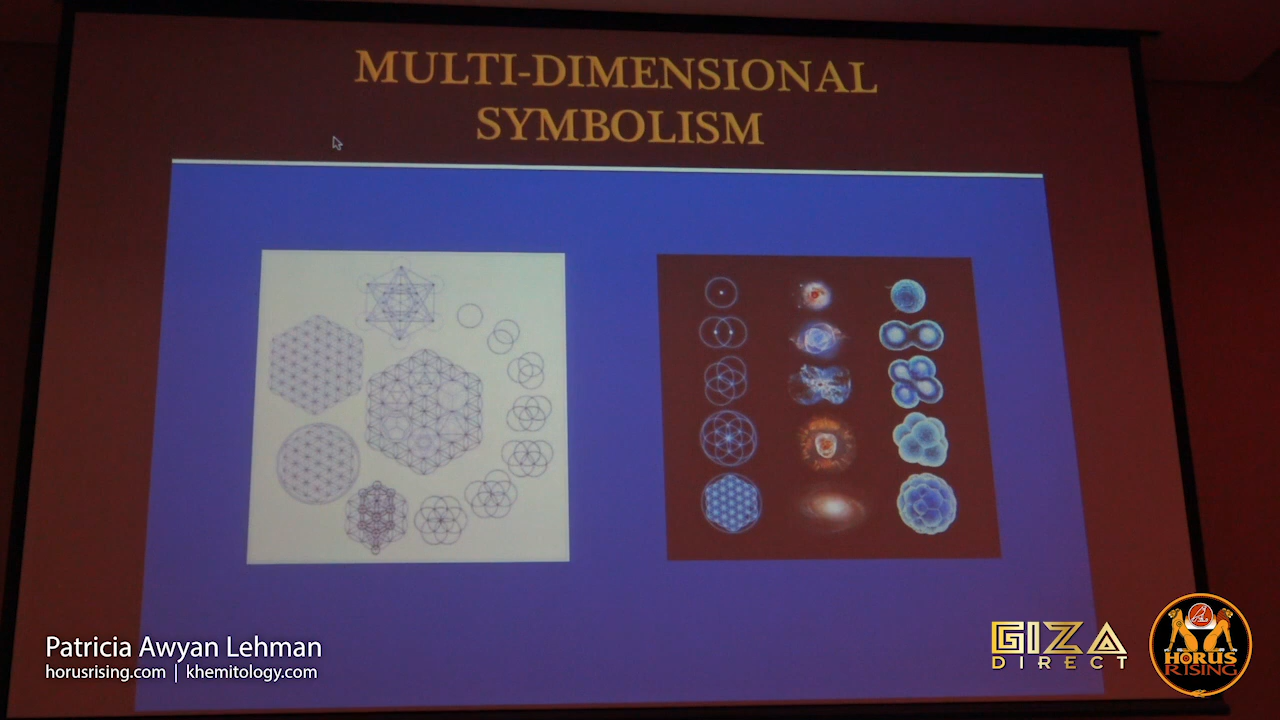 MULTI-DIMENSIONAL
SYMBOLISM
Patricia Awyan Lehman
horusrising.com | khemitology.com
GIZA
DIRECT
HORUS
RISING